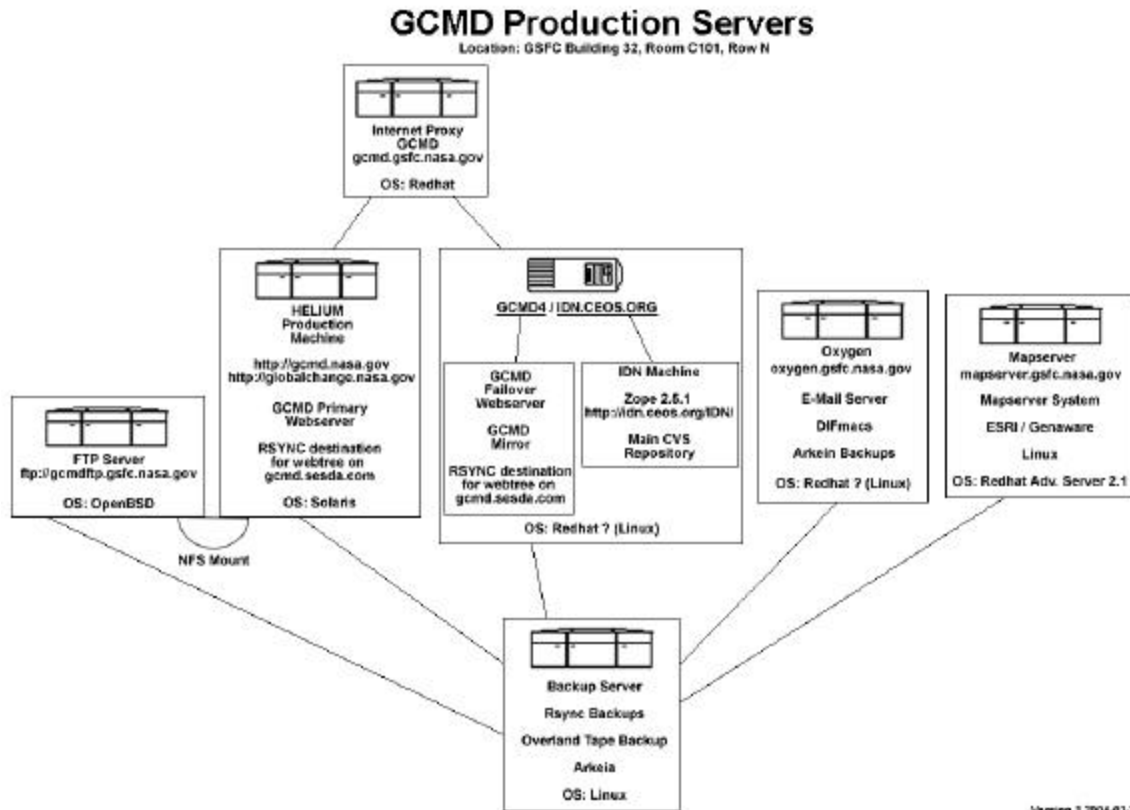 GCMD Production Servers
Location: GSFC Building 32, Room C101, Row N
Internet Proxy
GCMD
gcmd.gsfc.nasa.gov
OS: Redhat
HELIUM
Production
Machine
http://gcmd.nasa.gov
http://globalchange.nasa.gov
GCMD Primary
Webserver
RSYNC destination
for webtree on
gcmd.sesda.com
OS: Solaris
GCMD4 / IDN.CEOS.ORG
GCMD
Failover
Webserver
GCMD
Mirror
RSYNC destination
for webtree on
gcmd.sesda.com
IDN Machine
Zope 2.5.1
http://idn.ceos.org/IDN/
Main CVS
Repository
OS: Redhat ? (Linux)
Oxygen
oxygen.gsfc.nasa.gov
E-Mail Server
DIFmacs
Arkein Backups
OS: Redhat ? (Linux)
Mapserver
mapserver.gsfc.nasa.gov
Mapserver System
ESRI / Genaware
Linux
OS: Redhat Adv. Server 2.1
FTP Server
ftp://gcmdftp.gsfc.nasa.gov
OS: OpenBSD
NFS Mount
Backup Server
Rsync Backups
Overland Tape Backup
Arkeia
OS: Linux